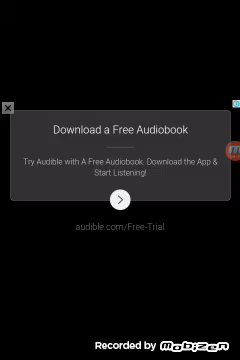 Download a Free Audiobook
Try Audible with A Free Audiobook. Download the App &
Start Listening!
audible.com/Free-Trial
Recorded by Mobizen